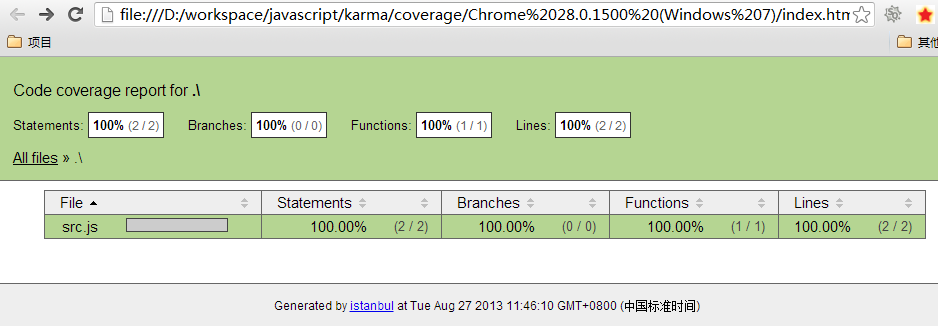 file:///D:/workspace/javascript/karma/coverage/Chrome%2028.0.1500%20(Windows%207)/index.htm
项目 其他
Code coverage report for .\
Statements: 100% (2 / 2) Branches: 100% (0 / 0) Functions: 100% (1 / 1) Lines: 100% (2 / 2)
All files » .\
File Statements Branches Functions Lines
src.js 100.00% (2 / 2) 100.00% (0 / 0) 100.00% (1 / 1) 100.00% (2 / 2)
Generated by istanbul at Tue Aug 27 2013 11:46:10 GMT+0800 (中国标准时间)